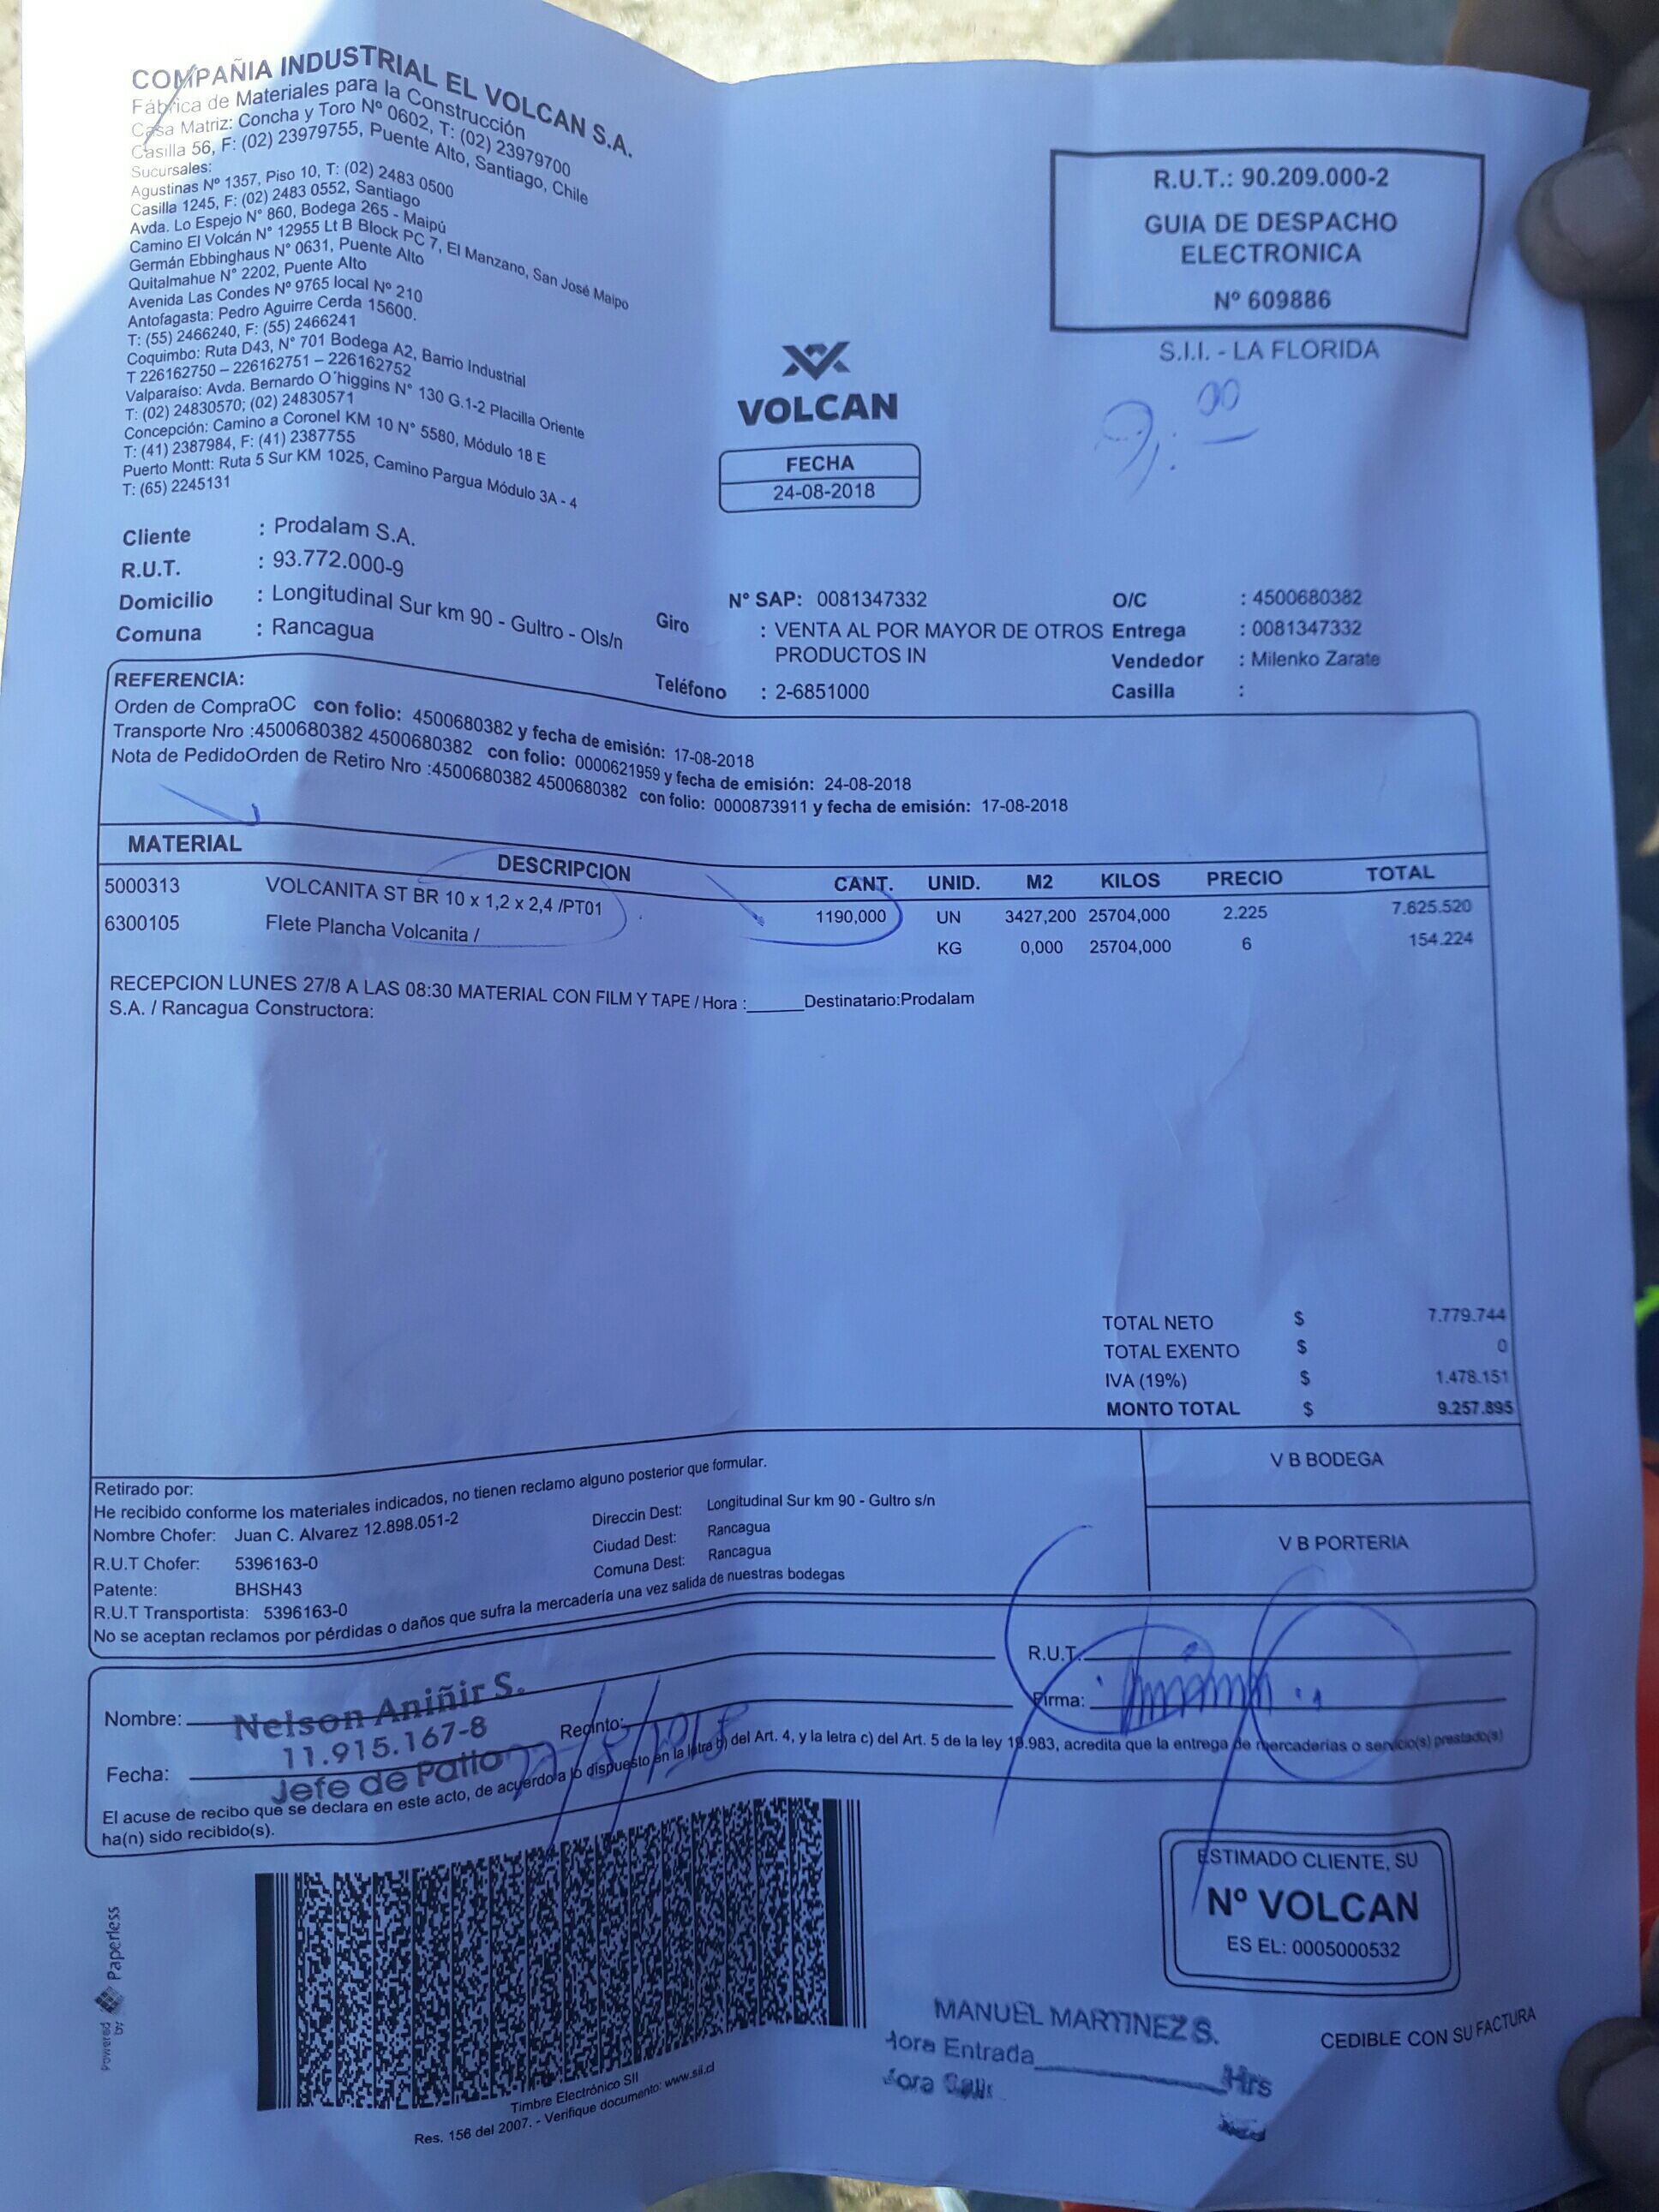 COMPAÑIA INDUSTRIAL EL VOLCAN S.A.
Fábrica de Materiales para la Construcción
Casa Matriz: Concha y Toro Nº 0602, T: (02) 23979700
Casilla 56, F: (02) 23979755, Puente Alto, Santiago, Chile
Sucursales:
Agustinas Nº 1357, Piso 10, T: (02) 2483 0500
Casilla 1245, F: (02) 2483 0552, Santiago
Avda. Lo Espejo N° 860, Bodega 265 - Maipú
Camino El Volcán N° 12955 Lt B Block PC 7, El Manzano, San José Maipo
Germán Ebbinghaus N° 0631, Puente Alto
Quitalmahue N° 2202, Puente Alto
Avenida Las Condes Nº 9765 local N° 210
Antofagasta: Pedro Aguirre Cerda 15600.
T: (55) 2466240, F: (55) 2466241
Coquimbo: Ruta D43, N° 701 Bodega A2, Barrio Industrial
T 226162750 – 226162751 – 226162752
Valparaíso: Avda. Bernardo O´higgins N° 130 G.1-2 Placilla Oriente
T: (02) 24830570; (02) 24830571
Concepción: Camino a Coronel KM 10 N° 5580, Módulo 18 E
T: (41) 2387984, F: (41) 2387755
Puerto Montt: Ruta 5 Sur KM 1025, Camino Pargua Módulo 3A - 4
T: (65) 2245131
R.U.T.: 90.209.000-2
GUIA DE DESPACHO
ELECTRONICA
Nº 609886
S.I.I. - LA FLORIDA
VOLCAN
FECHA
24-08-2018
Cliente : Prodalam S.A.
R.U.T. : 93.772.000-9
Domicilio : Longitudinal Sur km 90 - Gultro - Ols/n
Comuna : Rancagua
N° SAP: 0081347332
Giro : VENTA AL POR MAYOR DE OTROS
PRODUCTOS IN
Teléfono : 2-6851000
O/C : 4500680382
Entrega : 0081347332
Vendedor : Milenko Zarate
Casilla :
REFERENCIA:
Orden de CompraOC con folio: 4500680382 y fecha de emisión: 17-08-2018
Transporte Nro :4500680382 4500680382 con folio: 0000621959 y fecha de emisión: 24-08-2018
Nota de PedidoOrden de Retiro Nro :4500680382 4500680382 con folio: 0000873911 y fecha de emisión: 17-08-2018
MATERIAL DESCRIPCION CANT. UNID. M2 KILOS PRECIO TOTAL
5000313 VOLCANITA ST BR 10 x 1,2 x 2,4 /PT01 1190,000 UN 3427,200 25704,000 2.225 7.625.520
6300105 Flete Plancha Volcanita / KG 0,000 25704,000 6 154.224
RECEPCION LUNES 27/8 A LAS 08:30 MATERIAL CON FILM Y TAPE / Hora :______Destinatario:Prodalam
S.A. / Rancagua Constructora:
TOTAL NETO $ 7.779.744
TOTAL EXENTO $ 0
IVA (19%) $ 1.478.151
MONTO TOTAL $ 9.257.895
Retirado por:
He recibido conforme los materiales indicados, no tienen reclamo alguno posterior que formular.
Nombre Chofer: Juan C. Alvarez 12.898.051-2
R.U.T Chofer: 5396163-0
Patente: BHSH43
R.U.T Transportista: 5396163-0
Direccin Dest: Longitudinal Sur km 90 - Gultro s/n
Ciudad Dest: Rancagua
Comuna Dest: Rancagua
No se aceptan reclamos por pérdidas o daños que sufra la mercadería una vez salida de nuestras bodegas
V B BODEGA
V B PORTERIA
Nombre: Nelson Aniñir S.
11.915.167-8
Jefe de Patio
Fecha:
Recinto:
R.U.T.
Firma:
El acuse de recibo que se declara en este acto, de acuerdo a lo dispuesto en la letra b) del Art. 4, y la letra c) del Art. 5 de la ley 19.983, acredita que la entrega de mercaderías o servicio(s) prestado(s)
ha(n) sido recibido(s).
Powered by Paperless
Timbre Electrónico SII
Res. 156 del 2007. - Verifique documento: www.sii.cl
ESTIMADO CLIENTE, SU
Nº VOLCAN
ES EL: 0005000532
MANUEL MARTINEZ S.
Hora Entrada Hrs
CEDIBLE CON SU FACTURA